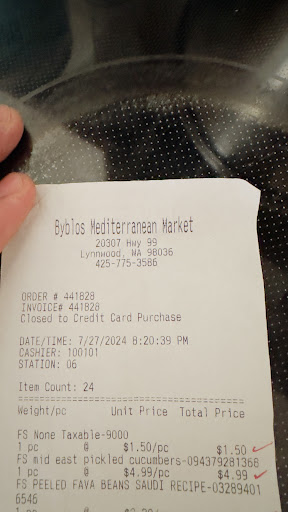 Byblos Mediterranean Market
20307 Hwy 99
Lynnwood, WA 98036
425-775-3586
ORDER # 441828
INVOICE# 441828
Closed to Credit Card Purchase
DATE/TIME: 7/27/2024 8:20:39 PM
CASHIER: 100101
STATION: 06
Item Count: 24
Weight/pc Unit Price Total Price
FS None Taxable-9000
1 pc @ $1.50/pc $1.50
FS mid east pickled cucumbers-094379281368
1 pc @ $4.99/pc $4.99
FS PEELED FAVA BEANS SAUDI RECIPE-03289401
6546